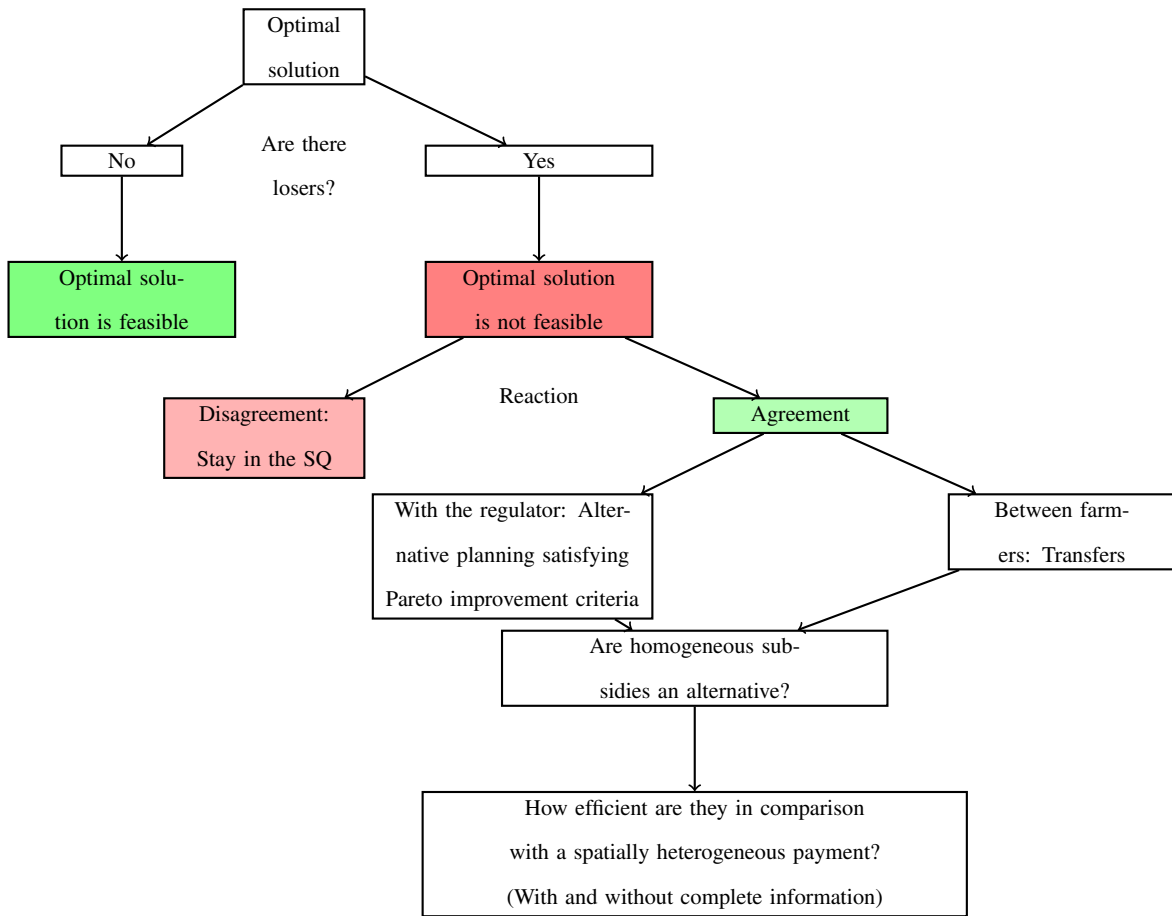 Optimal
solution
Are there
losers?
No
Yes
Optimal solu-
tion is feasible
Optimal solution
is not feasible
Reaction
Disagreement:
Stay in the SQ
Agreement
With the regulator: Alter-
native planning satisfying
Pareto improvement criteria
Between farm-
ers: Transfers
Are homogeneous sub-
sidies an alternative?
How efficient are they in comparison
with a spatially heterogeneous payment?
(With and without complete information)